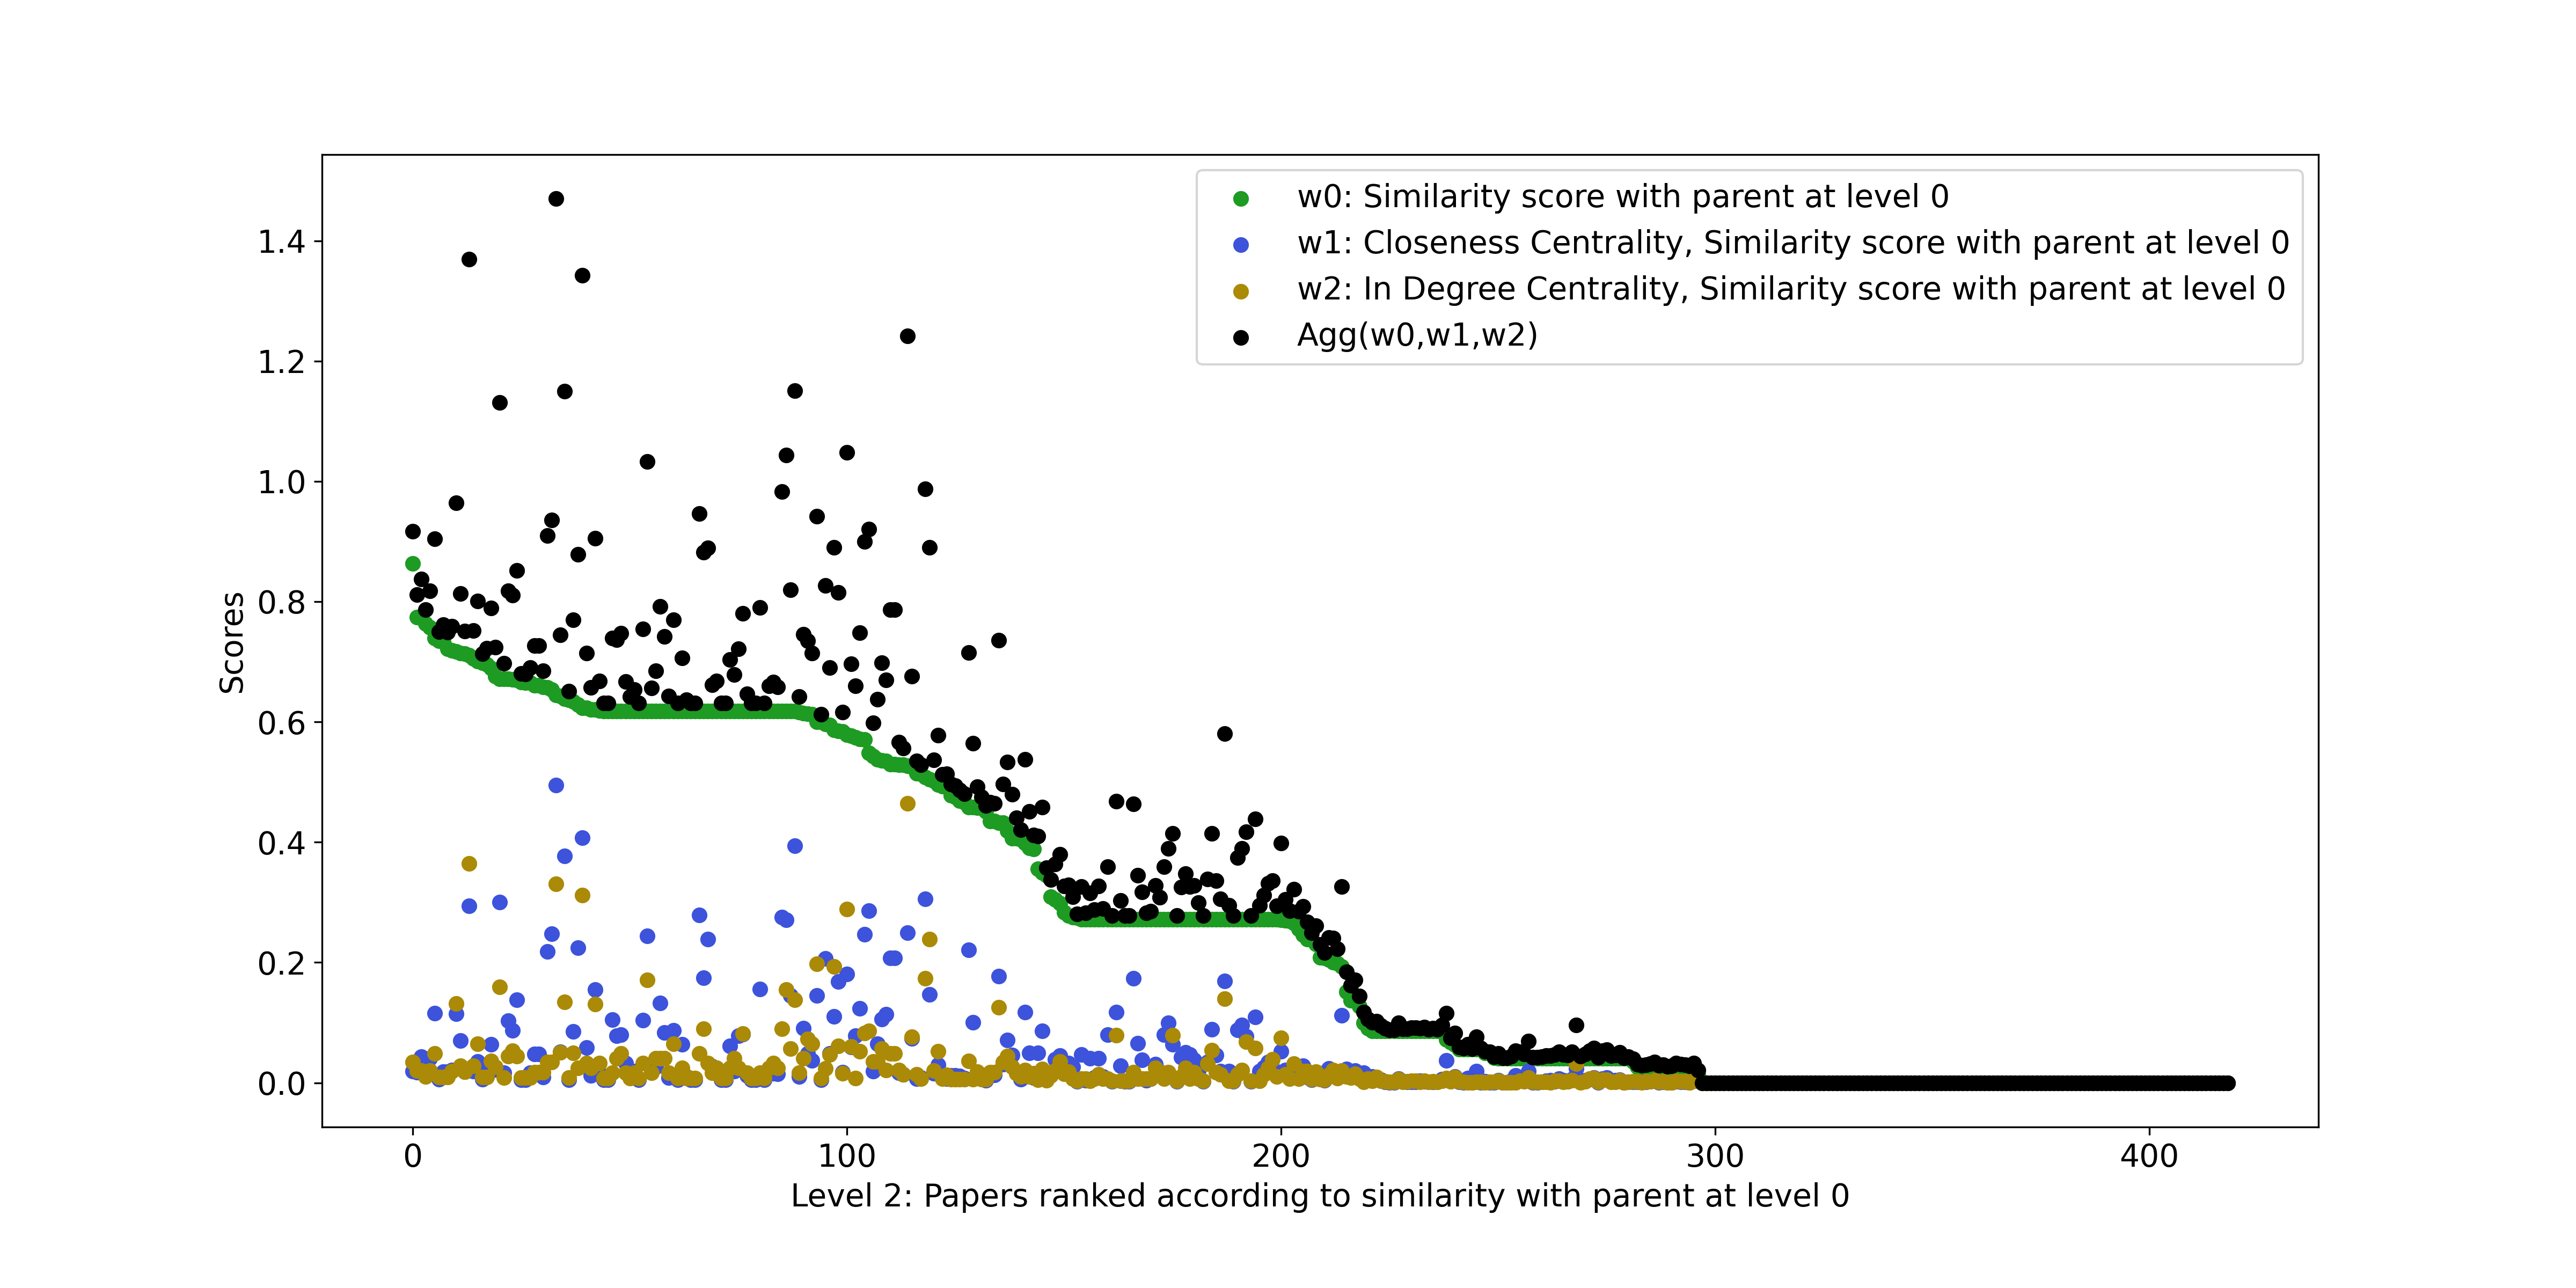 w0: Similarity score with parent at level 0
w1: Closeness Centrality, Similarity score with parent at level 0
w2: In Degree Centrality, Similarity score with parent at level 0
Agg(w0,w1,w2)
1.4
1.2
1.0
0.8
0.6
0.4
0.2
0.0
Scores
0 100 200 300 400
Level 2: Papers ranked according to similarity with parent at level 0